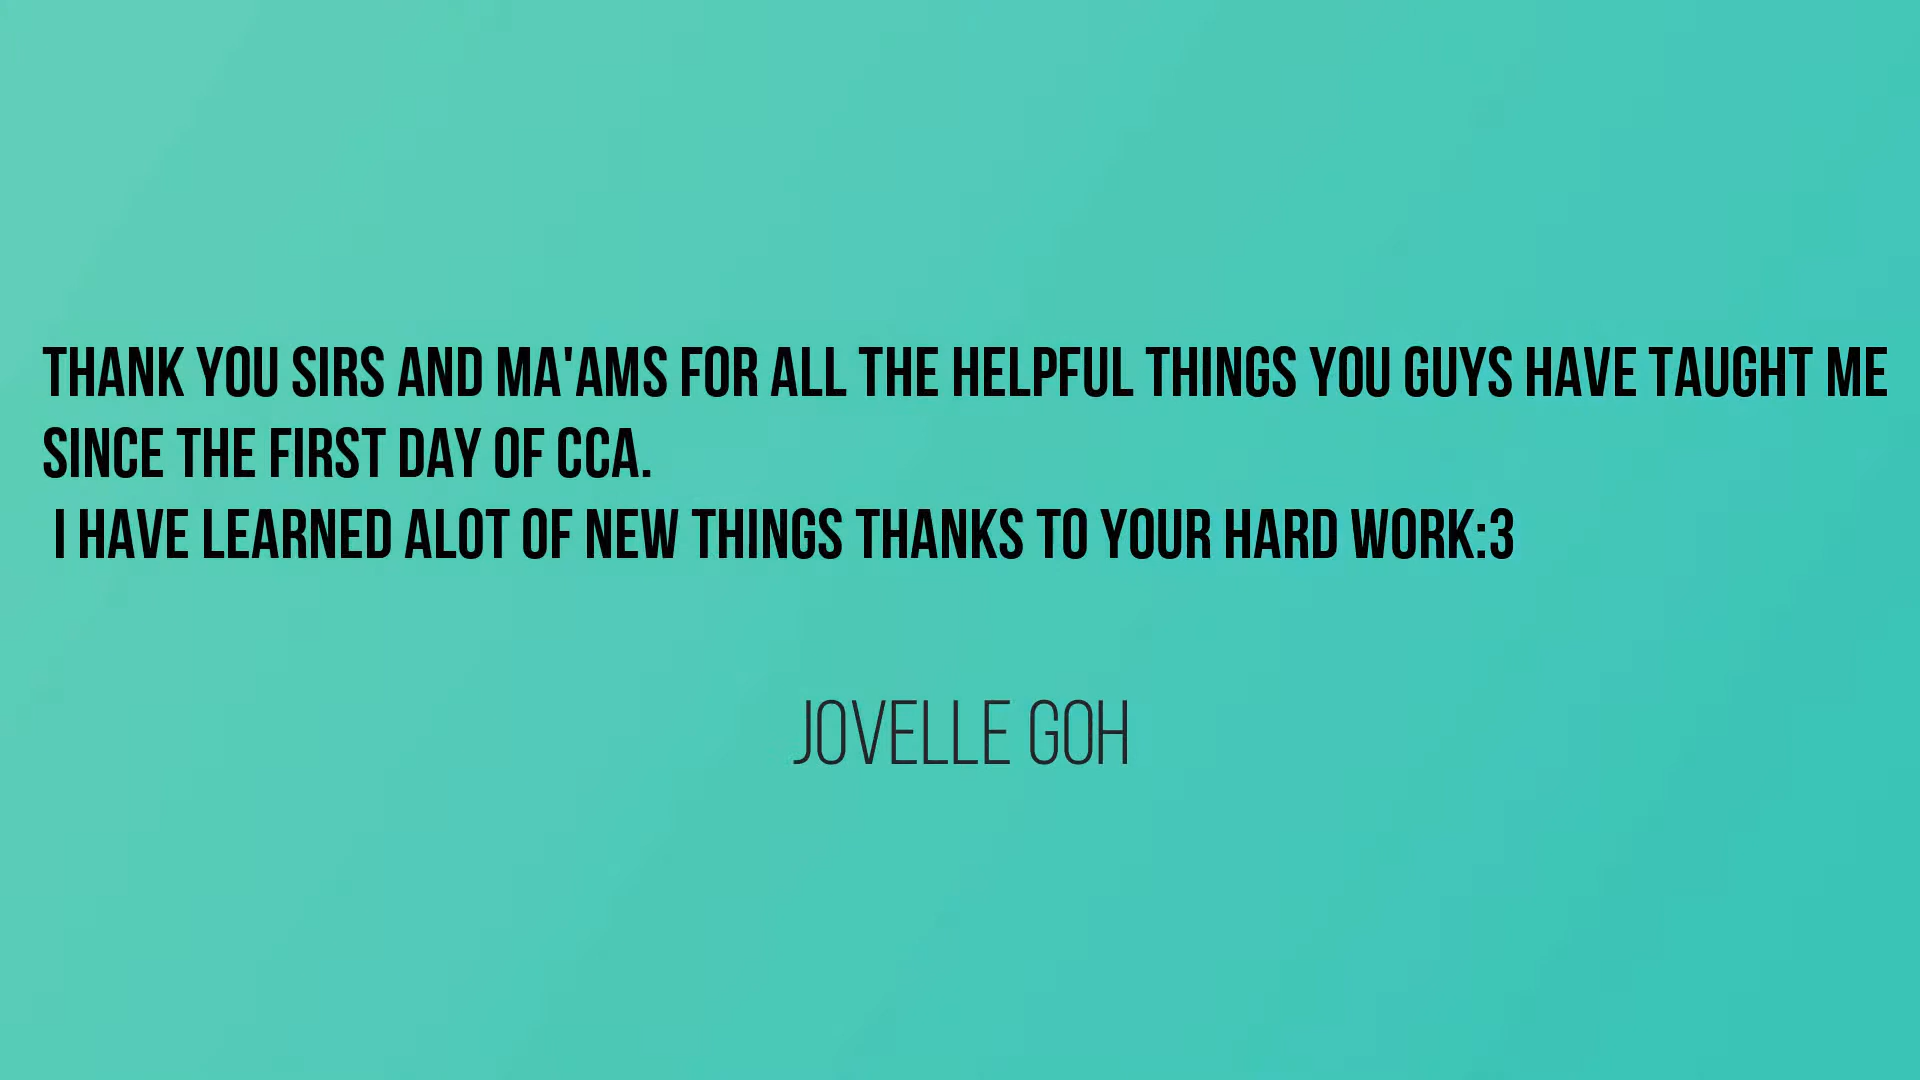 THANK YOU SIRS AND MA'AMS FOR ALL THE HELPFUL THINGS YOU GUYS HAVE TAUGHT ME
SINCE THE FIRST DAY OF CCA.
I HAVE LEARNED ALOT OF NEW THINGS THANKS TO YOUR HARD WORK:3
JOVELLE GOH